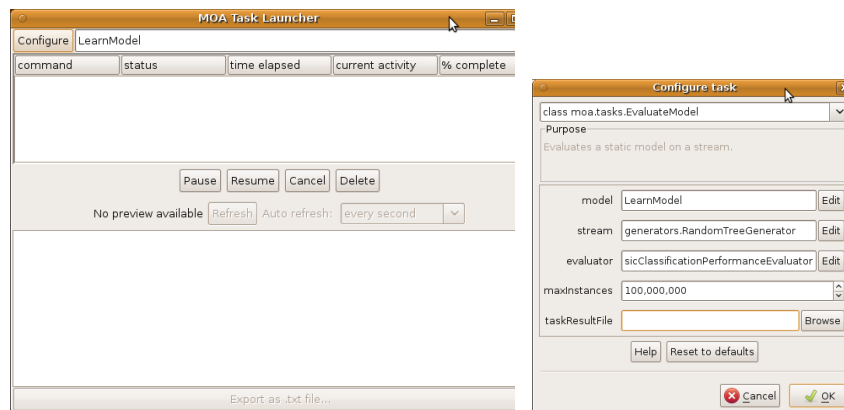 MOA Task Launcher
Configure LearnModel
command status time elapsed current activity % complete
Pause Resume Cancel Delete
No preview available Refresh Auto refresh: every second
Export as .txt file...
Configure task
class moa.tasks.EvaluateModel
Purpose
Evaluates a static model on a stream.
model LearnModel Edit
stream generators.RandomTreeGenerator Edit
evaluator sicClassificationPerformanceEvaluator Edit
maxInstances 100,000,000
taskResultFile Browse
Help Reset to defaults
Cancel OK